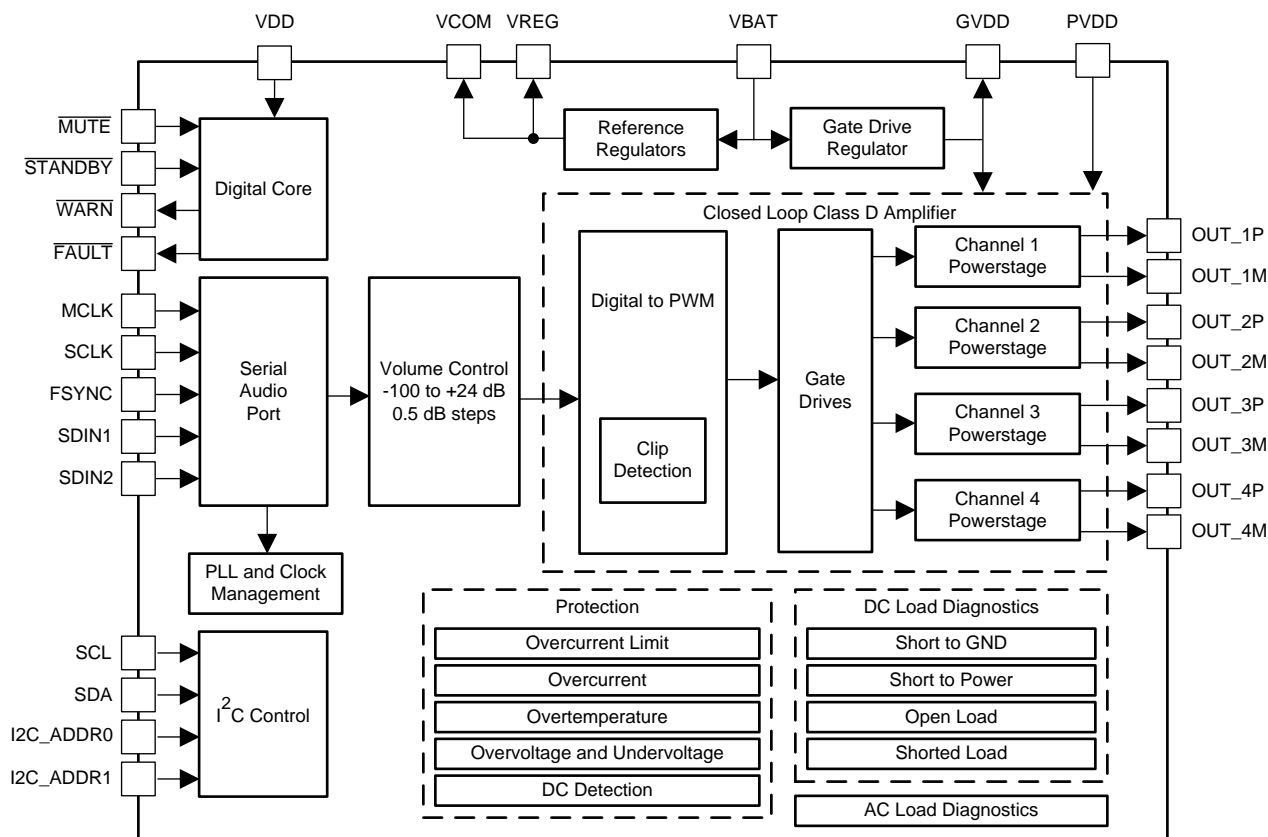 VDD
VCOM
VREG
VBAT
GVDD
PVDD
MUTE
STANDBY
WARN
FAULT
Digital Core
Reference
Regulators
Gate Drive
Regulator
MCLK
SCLK
FSYNC
SDIN1
SDIN2
Serial
Audio
Port
Volume Control
-100 to +24 dB
0.5 dB steps
Closed Loop Class D Amplifier
Digital to PWM
Clip
Detection
Gate
Drives
Channel 1
Powerstage
Channel 2
Powerstage
Channel 3
Powerstage
Channel 4
Powerstage
OUT_1P
OUT_1M
OUT_2P
OUT_2M
OUT_3P
OUT_3M
OUT_4P
OUT_4M
PLL and Clock
Management
SCL
SDA
I2C_ADDR0
I2C_ADDR1
I²C Control
Protection
Overcurrent Limit
Overcurrent
Overtemperature
Overvoltage and Undervoltage
DC Detection
DC Load Diagnostics
Short to GND
Short to Power
Open Load
Shorted Load
AC Load Diagnostics